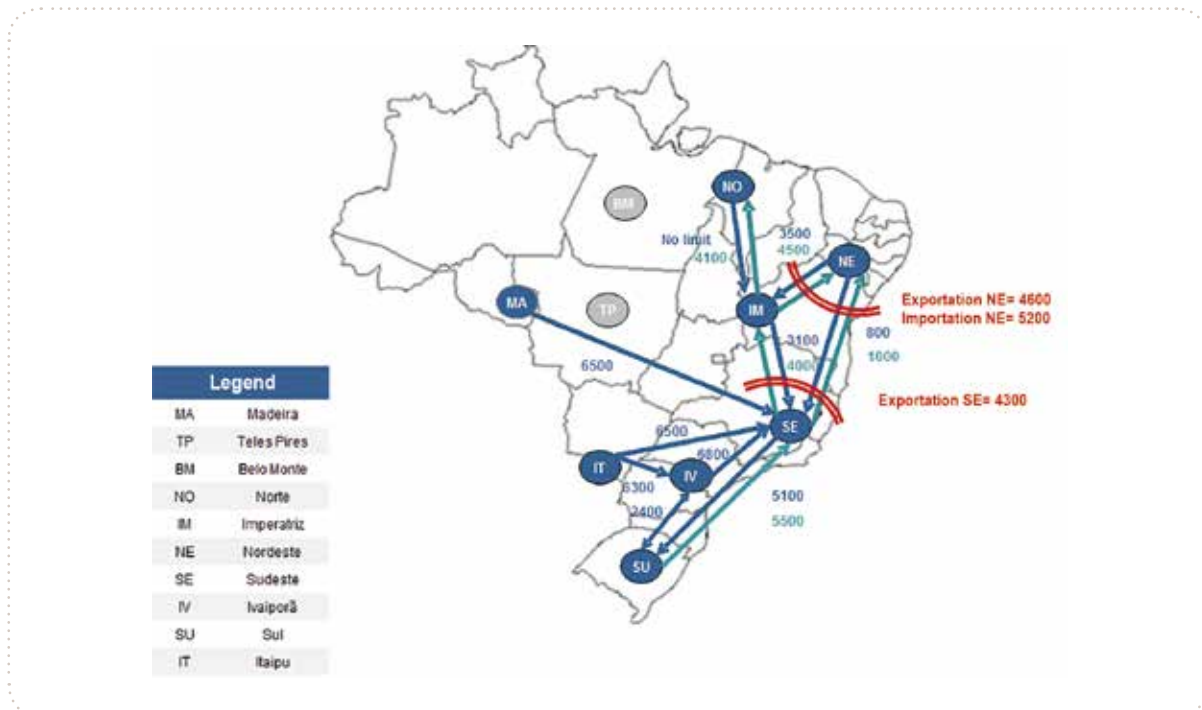 BM
NO
No limit
4100
3500
4500
NE
MA
TP
IM
Exportation NE= 4600
Importation NE= 5200
3100
4000
800
1600
6500
Exportation SE= 4300
SE
6500
6800
IT
IV
6300
2400
5100
5500
SU
Legend
MA Madeira
TP Teles Pires
BM Belo Monte
NO Norte
IM Imperatriz
NE Nordeste
SE Sudeste
IV Ivaiporã
SU Sul
IT Itaipu